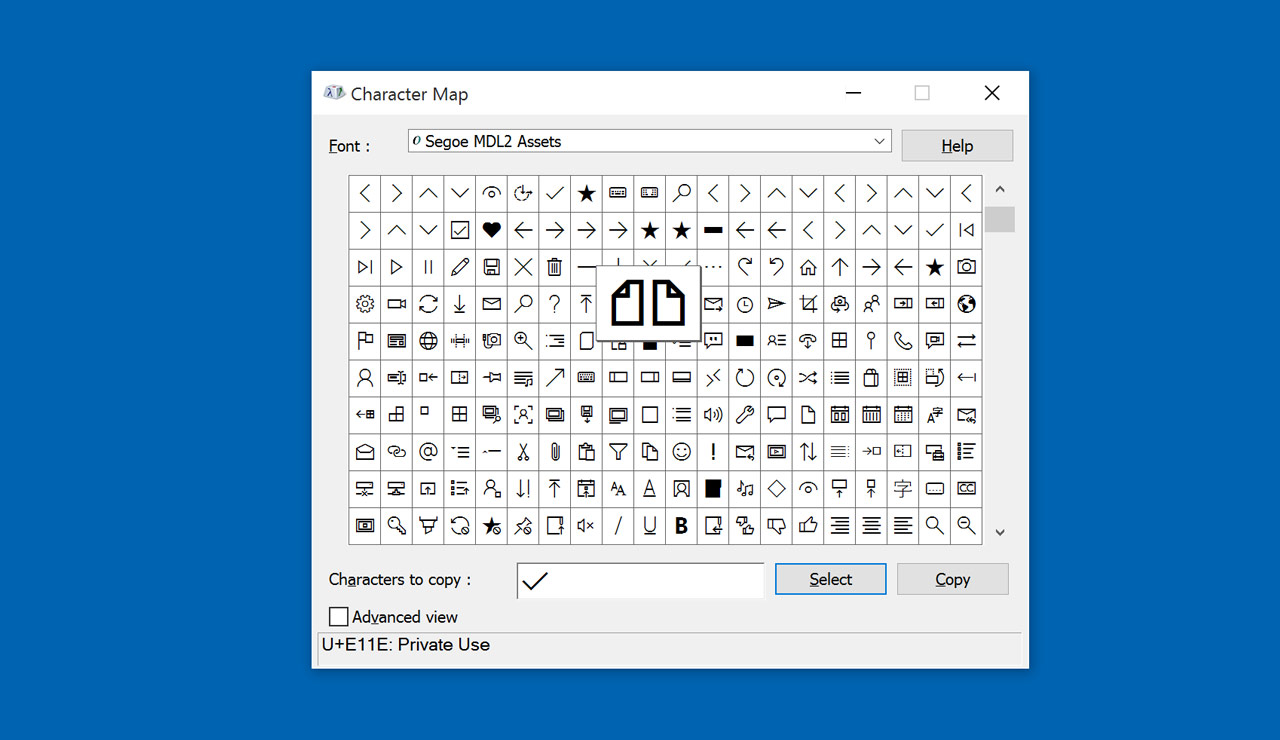 Character Map
Font :
O Segoe MDL2 Assets
Help
Characters to copy :
Select
Copy
Advanced view
U+E11E: Private Use